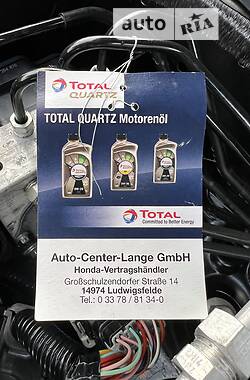 auto RIA
TOTAL
QUARTZ
TOTAL QUARTZ Motorenöl
TOTAL
Committed to Better Energy
Auto-Center-Lange GmbH
Honda-Vertragshändler
Großschulzendorfer Straße 14
14974 Ludwigsfelde
Tel.: 0 33 78 / 81 34-0